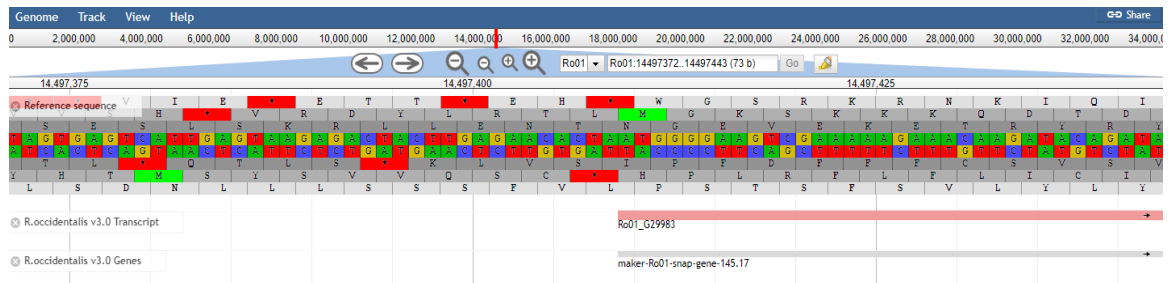 Genome Track View Help Share
0 2,000,000 4,000,000 6,000,000 8,000,000 10,000,000 12,000,000 14,000,000 16,000,000 18,000,000 20,000,000 22,000,000 24,000,000 26,000,000 28,000,000 30,000,000 32,000,000 34,000,0
Ro01 Ro01:14497372..14497443 (73 b) Go
14,497,375 14,497,400 14,497,425
V I E * E T T * E H * W G S R K R N K I Q I
Reference sequence
S H * V R D Y L R T L M G K S K K K Q D T D
S E S L S K R L L E N T N G E V E K E T R Y R Y
T A G T G A G T C A T T G A G T A A G A G A C T A C T T G A G A A C A C T A A T G G G G A A G T C G A A A A A G A A A C A A G A T A C A G A T A
A T C A C T C A G T A A C T C A T T C T C T G A T G A A C T C T T G T G A T T A C C C C T T C A G C T T T T T C T T T G T T C T A T G T C T A T
T L * Q T L S * K L V S I P F D F F F C S V S V
Y H T M S Y S V V Q S C * H P L R F L F L I C I
L S D N L L L S S S F V L P S T S F S V L Y L Y
R.occidentalis v3.0 Transcript
Ro01_G29983
R.occidentalis v3.0 Genes
maker-Ro01-snap-gene-145.17